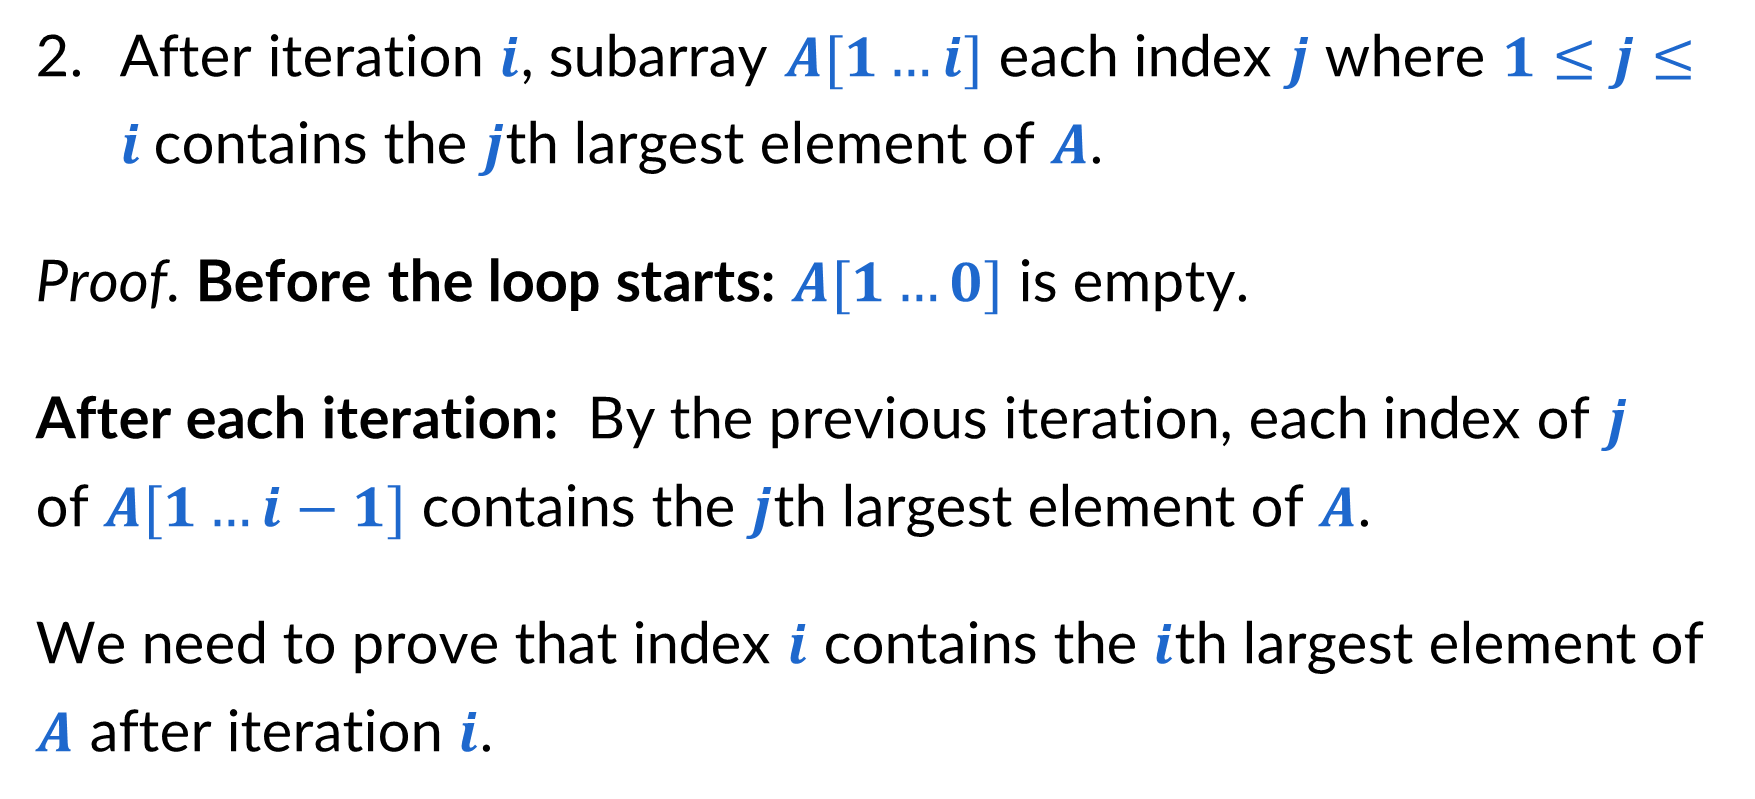 2. After iteration i, subarray A[1 … i] each index j where 1 ≤ j ≤
i contains the jth largest element of A.
Proof. Before the loop starts: A[1 … 0] is empty.
After each iteration: By the previous iteration, each index of j
of A[1 … i − 1] contains the jth largest element of A.
We need to prove that index i contains the ith largest element of
A after iteration i.